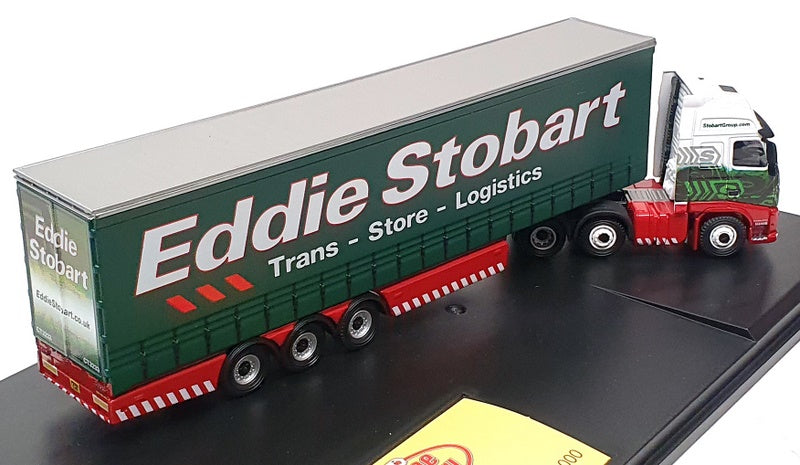 Eddie Stobart
Trans - Store - Logistics
Eddie
Stobart
EddieStobart.co.uk
StobartGroup.com